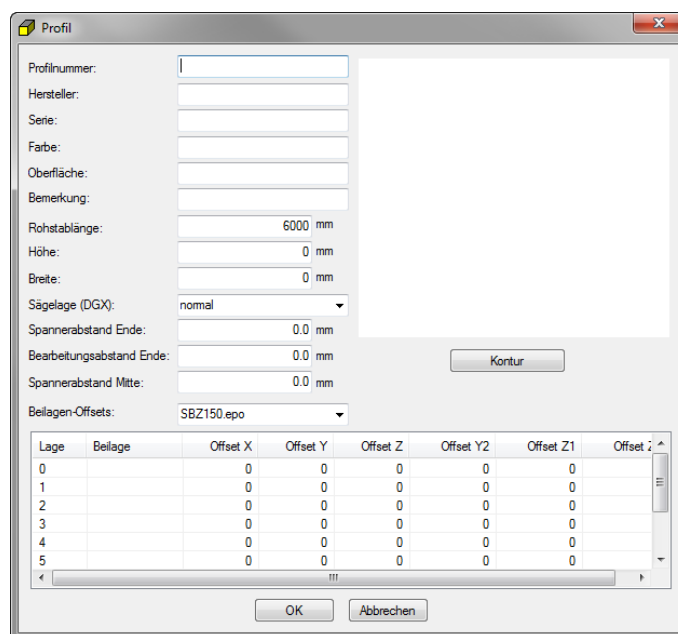 Profil
Profilnummer:
Hersteller:
Serie:
Farbe:
Oberfläche:
Bemerkung:
Rohstablänge: 6000 mm
Höhe: 0 mm
Breite: 0 mm
Sägelage (DGX): normal
Spannerabstand Ende: 0.0 mm
Bearbeitungsabstand Ende: 0.0 mm
Kontur
Spannerabstand Mitte: 0.0 mm
Beilagen-Offsets: SBZ150.epo
Lage Beilage Offset X Offset Y Offset Z Offset Y2 Offset Z1 Offset
0 0 0 0 0 0
1 0 0 0 0 0
2 0 0 0 0 0
3 0 0 0 0 0
4 0 0 0 0 0
5 0 0 0 0 0
OK Abbrechen